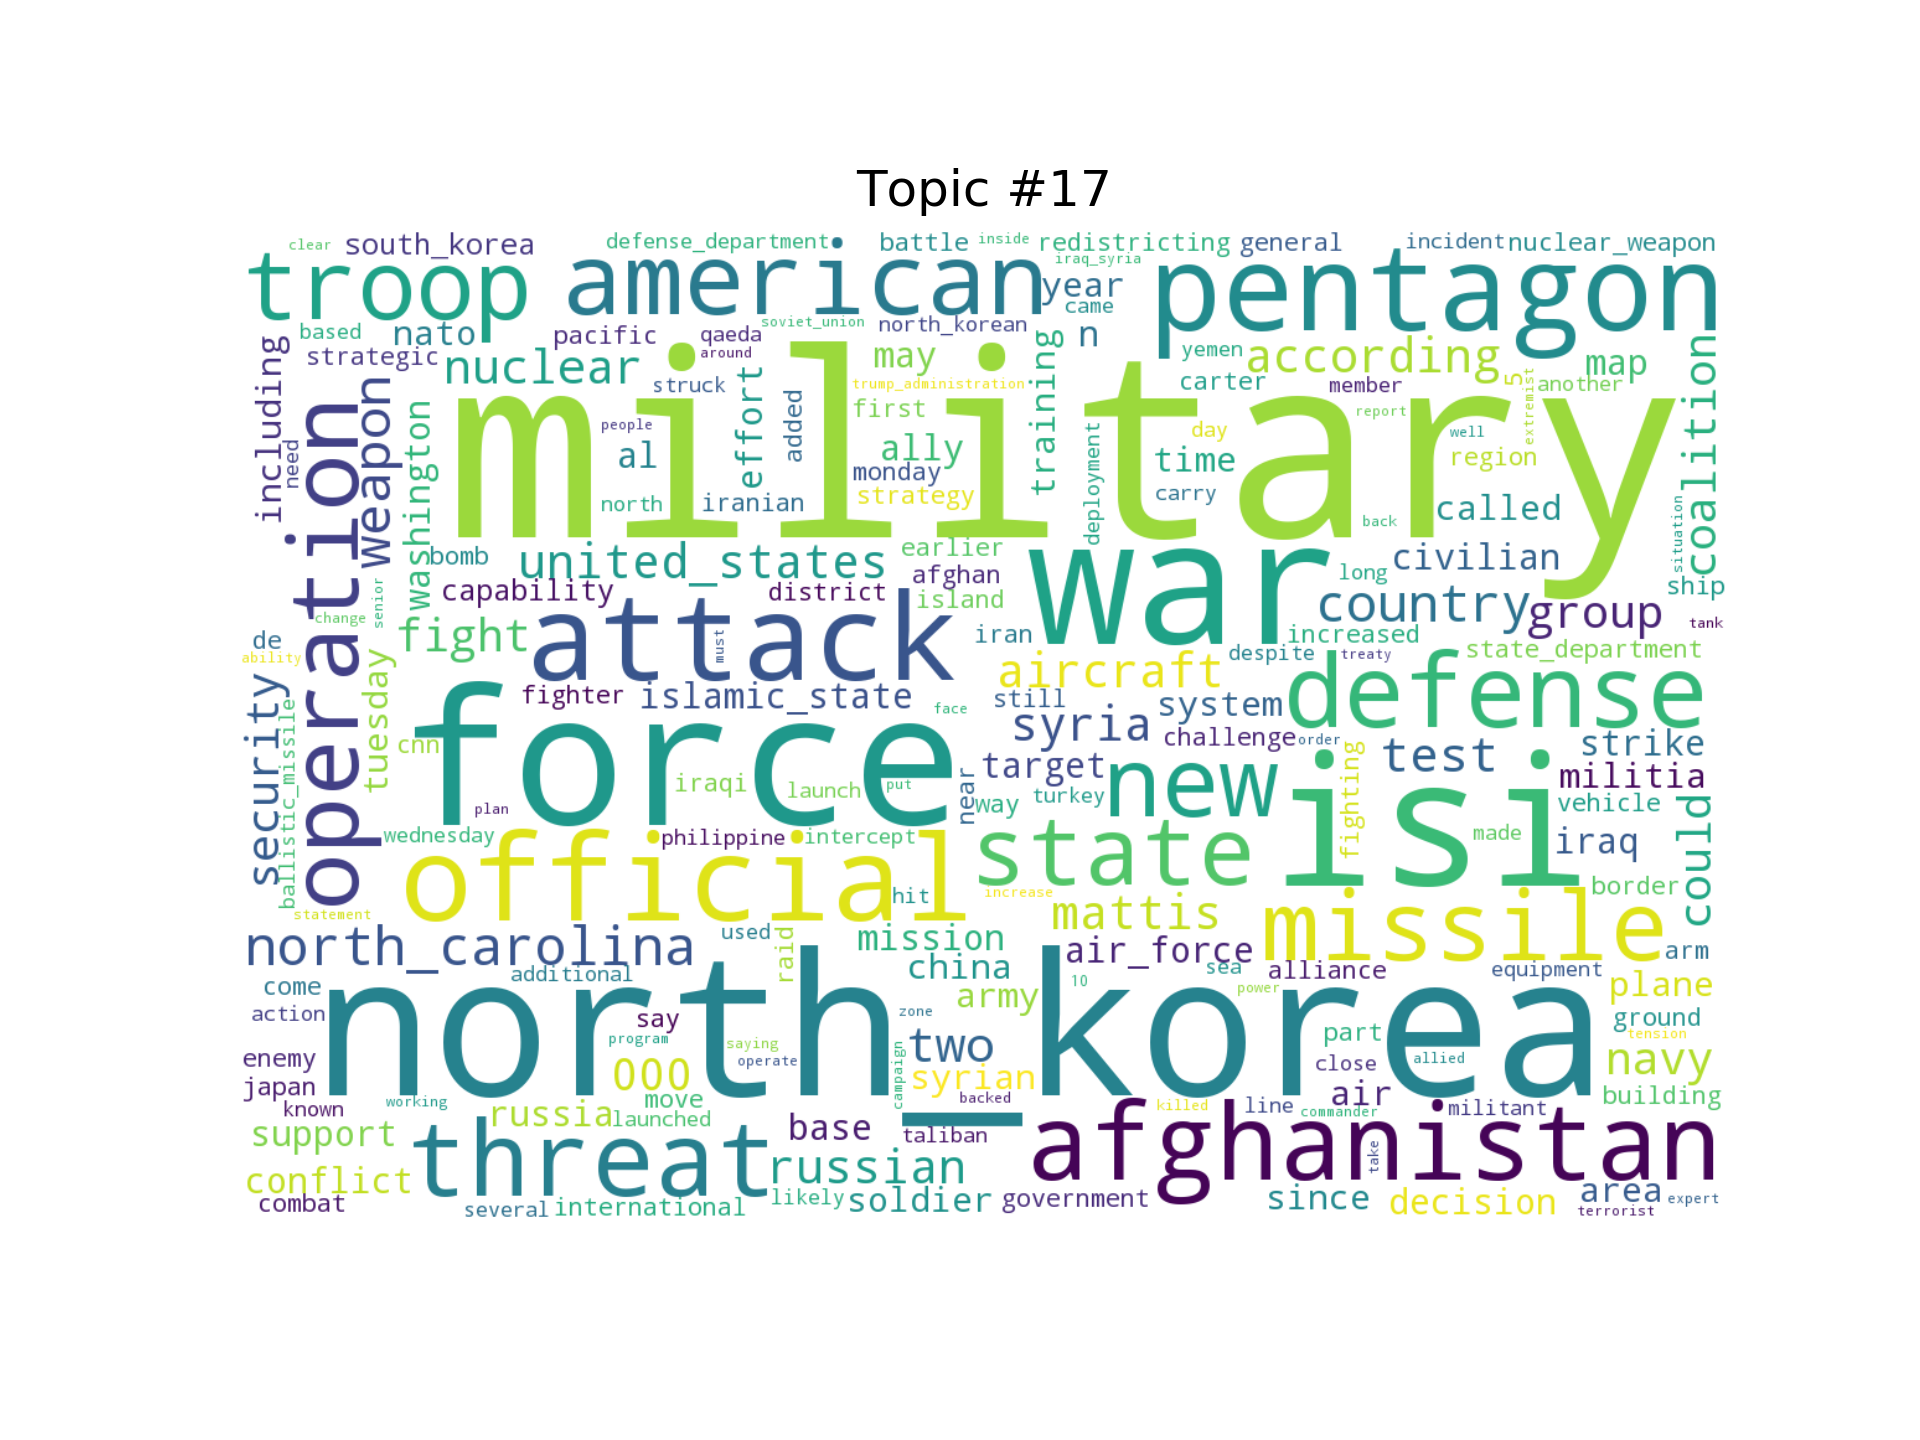 Topic #17
clear south_korea defense_department battle inside redistricting general incident nuclear_weapon
troop american iraq_syria year pentagon
came
based nato pacific soviet_union qaeda north_korean n
including strategic nuclear around may training yemen according map coalition
struck trump_administration carter member 5 another
operation weapon washington military effort added first extremist report
people day well
need al ally time region
monday
north iranian strategy deployment carry back called situation
bomb united_states earlier war civilian
capability district afghan long ship
senior island country group
change fight attack must iran increased tank
de despite treaty state_department
ability aircraft defense
security tuesday fighter islamic_state still system
ballistic_missile force face syria challenge order fighting test strike
cnn target new isi militia
iraqi launch put near way turkey vehicle could
plan
wednesday philippine intercept state made iraq
official hit increase border
statement mattis missile
north_carolina used raid mission air_force arm
additional china sea alliance equipment
come north_korea army 10 power plane
action say zone ground
program saying two part tension
enemy operate close allied navy
japan 000 syrian campaign air
known working move backed killed line militant building
support russia launched commander
threat base taliban afghanistan
conflict russian take
combat several international likely soldier government since decision area expert
terrorist